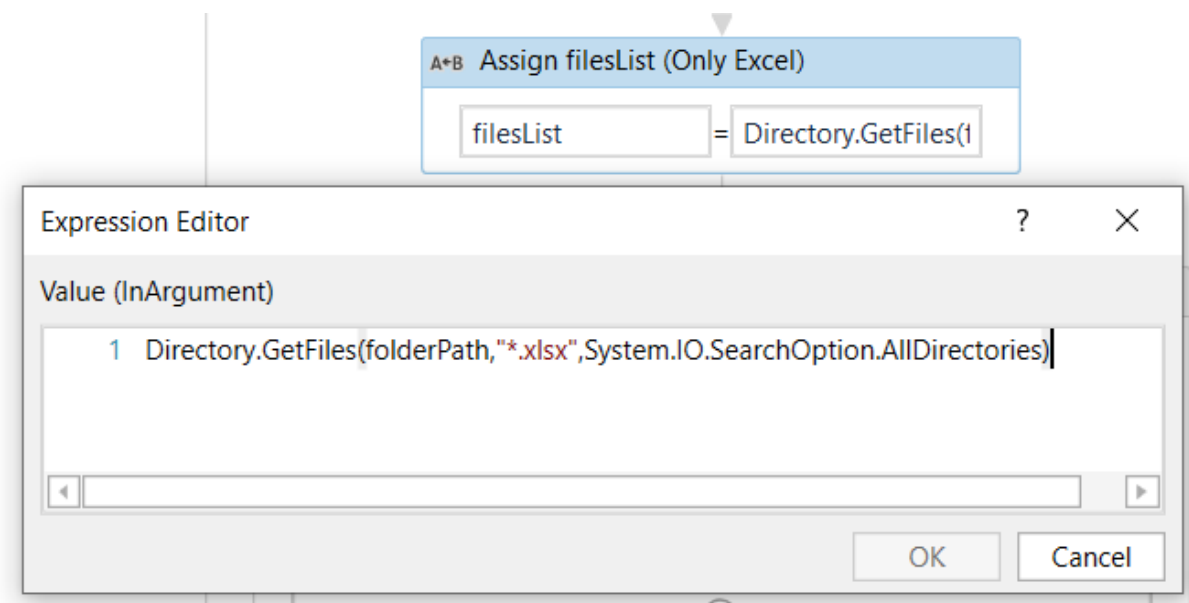 A←B Assign filesList (Only Excel)
filesList = Directory.GetFiles(f
Expression Editor ? ×
Value (InArgument)
1 Directory.GetFiles(folderPath,"*.xlsx",System.IO.SearchOption.AllDirectories)
OK Cancel